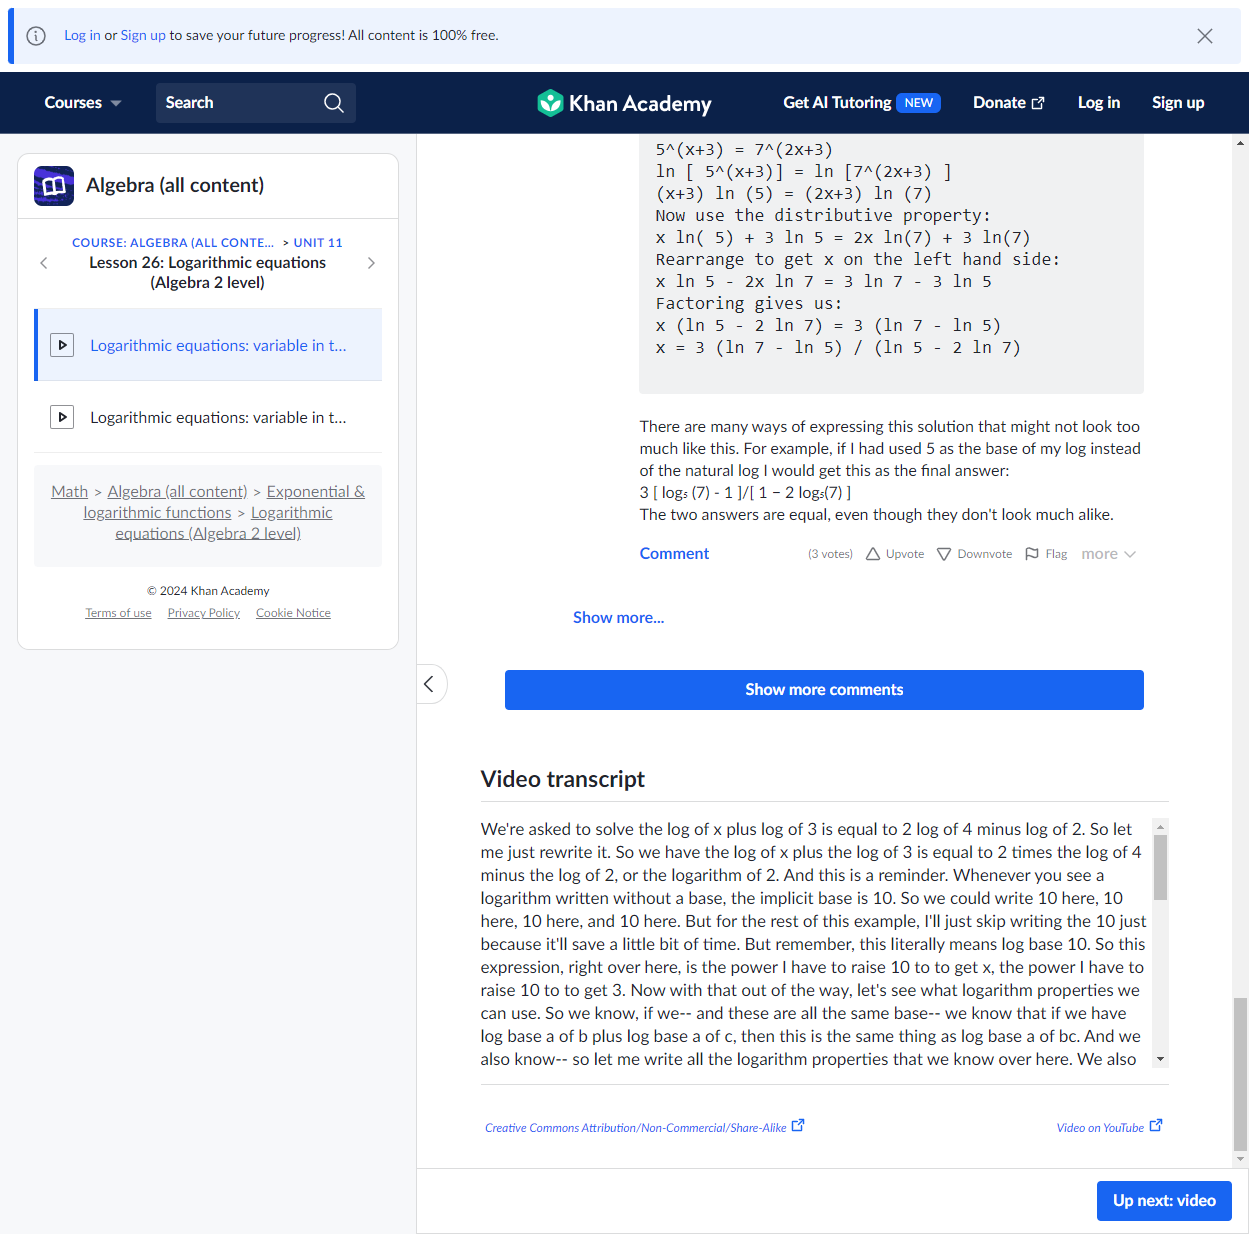 Log in or Sign up to save your future progress! All content is 100% free.
Courses
Search
Khan Academy
Get AI Tutoring NEW
Donate
Log in
Sign up
Algebra (all content)
COURSE: ALGEBRA (ALL CONTE... > UNIT 11
Lesson 26: Logarithmic equations
(Algebra 2 level)
Logarithmic equations: variable in t...
Logarithmic equations: variable in t...
Math > Algebra (all content) > Exponential &
logarithmic functions > Logarithmic
equations (Algebra 2 level)
© 2024 Khan Academy
Terms of use Privacy Policy Cookie Notice
5^(x+3) = 7^(2x+3)
ln [ 5^(x+3)] = ln [7^(2x+3) ]
(x+3) ln (5) = (2x+3) ln (7)
Now use the distributive property:
x ln( 5) + 3 ln 5 = 2x ln(7) + 3 ln(7)
Rearrange to get x on the left hand side:
x ln 5 - 2x ln 7 = 3 ln 7 - 3 ln 5
Factoring gives us:
x (ln 5 - 2 ln 7) = 3 (ln 7 - ln 5)
x = 3 (ln 7 - ln 5) / (ln 5 - 2 ln 7)
There are many ways of expressing this solution that might not look too
much like this. For example, if I had used 5 as the base of my log instead
of the natural log I would get this as the final answer:
3 [ log₅ (7) - 1 ]/[ 1 − 2 log₅(7) ]
The two answers are equal, even though they don't look much alike.
Comment
(3 votes)
Upvote
Downvote
Flag
more
Show more...
Show more comments
Video transcript
We're asked to solve the log of x plus log of 3 is equal to 2 log of 4 minus log of 2. So let
me just rewrite it. So we have the log of x plus the log of 3 is equal to 2 times the log of 4
minus the log of 2, or the logarithm of 2. And this is a reminder. Whenever you see a
logarithm written without a base, the implicit base is 10. So we could write 10 here, 10
here, 10 here, and 10 here. But for the rest of this example, I'll just skip writing the 10 just
because it'll save a little bit of time. But remember, this literally means log base 10. So this
expression, right over here, is the power I have to raise 10 to to get x, the power I have to
raise 10 to to get 3. Now with that out of the way, let's see what logarithm properties we
can use. So we know, if we-- and these are all the same base-- we know that if we have
log base a of b plus log base a of c, then this is the same thing as log base a of bc. And we
also know-- so let me write all the logarithm properties that we know over here. We also
Creative Commons Attribution/Non-Commercial/Share-Alike
Video on YouTube
Up next: video